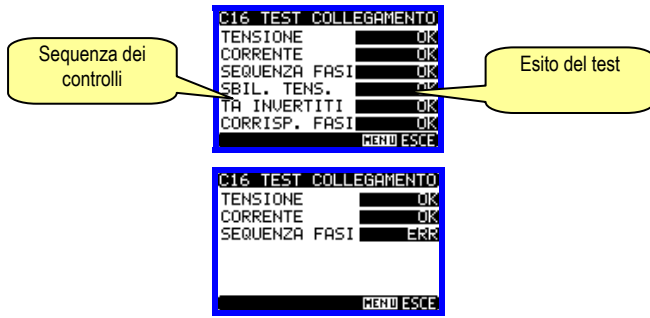 C16 TEST COLLEGAMENTO
TENSIONE OK
CORRENTE OK
SEQUENZA FASI OK
SBIL. TENS. OK
TA INVERTITI OK
CORRISP. FASI OK
MENU ESCE
Sequenza dei
controlli
Esito del test
C16 TEST COLLEGAMENTO
TENSIONE OK
CORRENTE OK
SEQUENZA FASI ERR
MENU ESCE